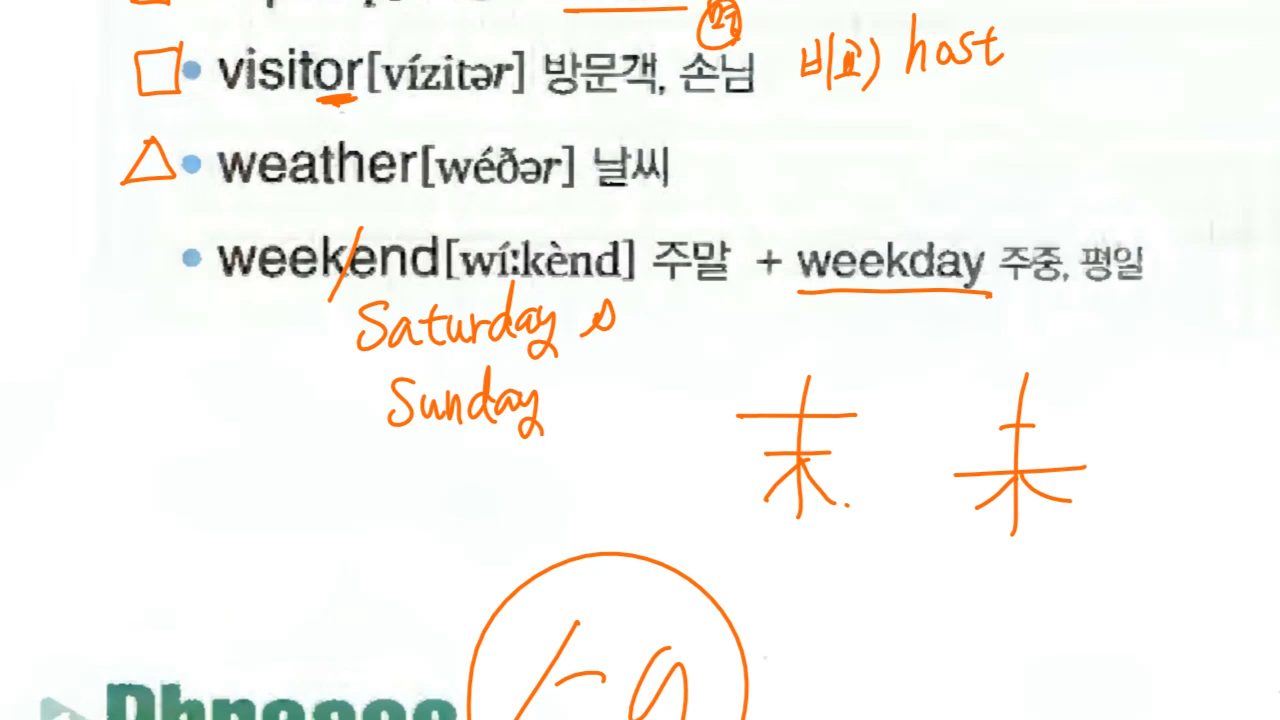 visitor[vízitər] 방문객, 손님 비교) host
weather[wéðər] 날씨
weekend[wí:kènd] 주말 + weekday 주중, 평일
Saturday
Sunday
末 未